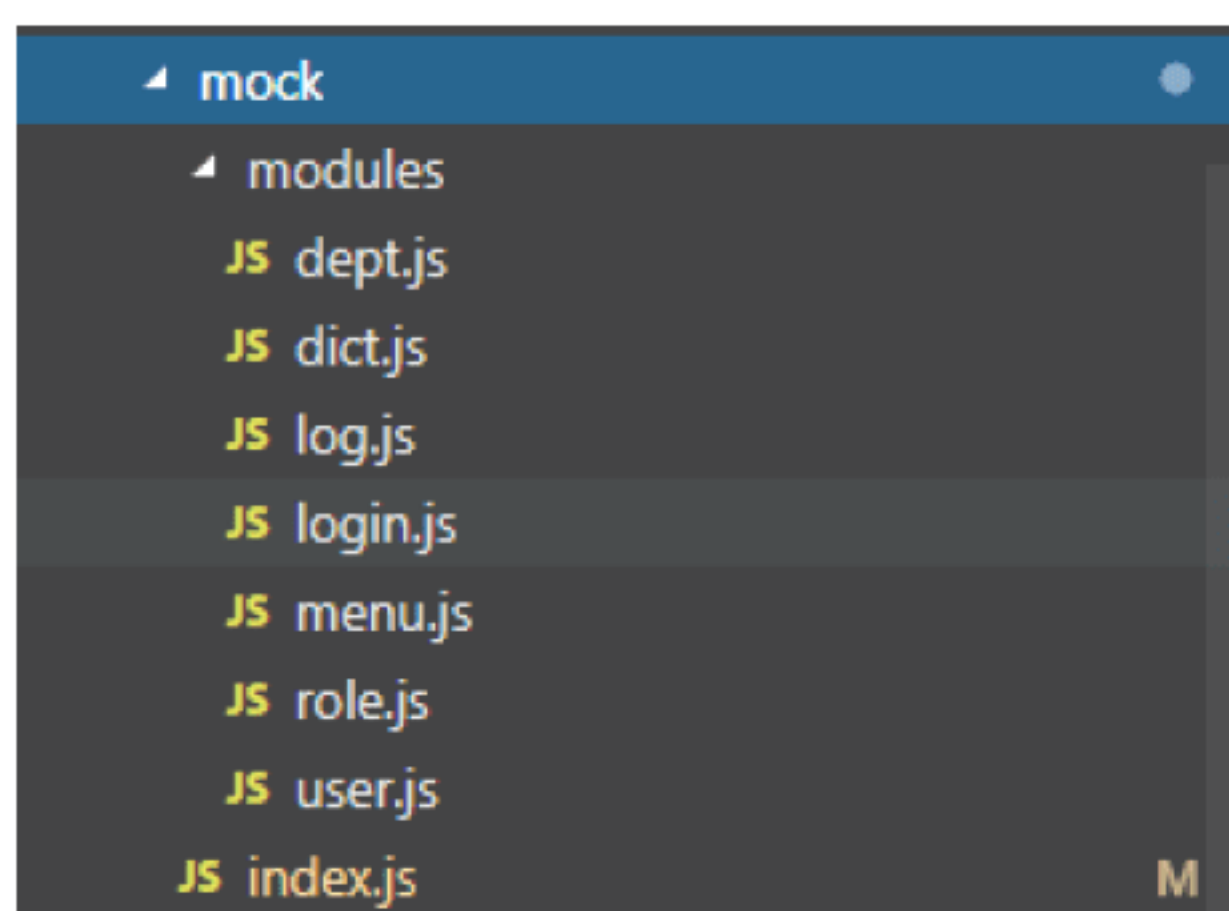 mock
modules
JS dept.js
JS dict.js
JS log.js
JS login.js
JS menu.js
JS role.js
JS user.js
JS index.js M